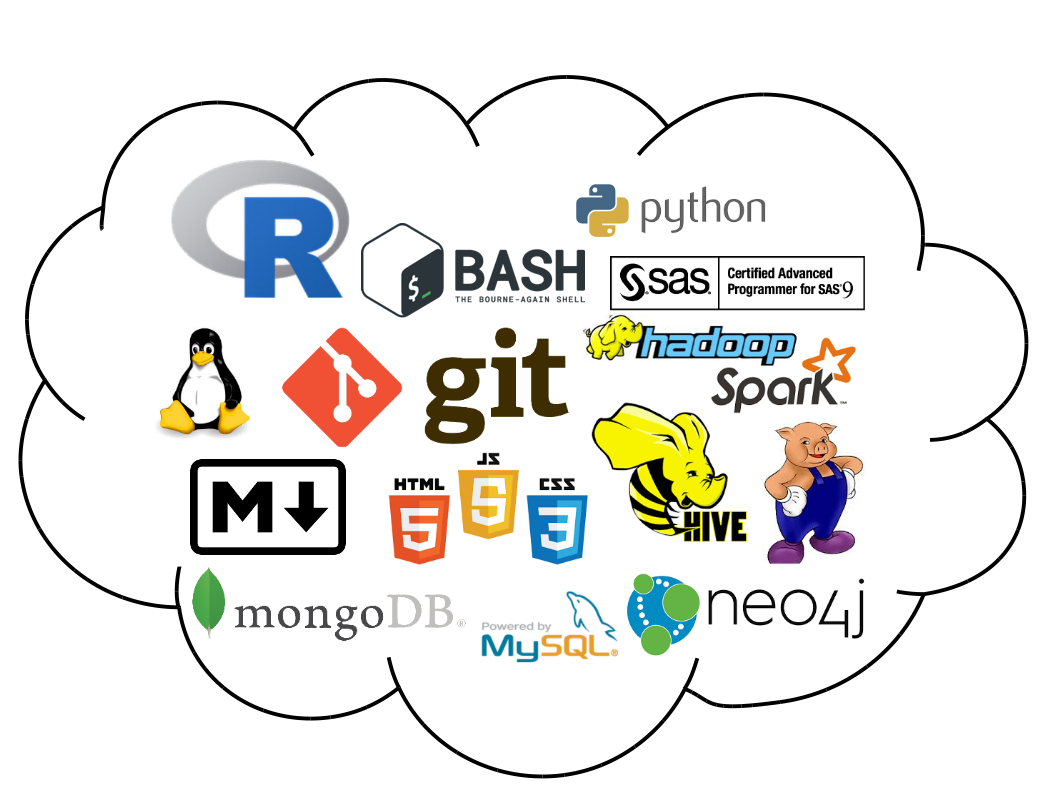 R
python
BASH
THE BOURNE-AGAIN SHELL
$_
sas
Certified Advanced
Programmer for SAS®9
hadoop
Spark™
git
M
HTML
5
JS
5
CSS
3
HIVE
mongoDB®
Powered by
MySQL®
neo4j